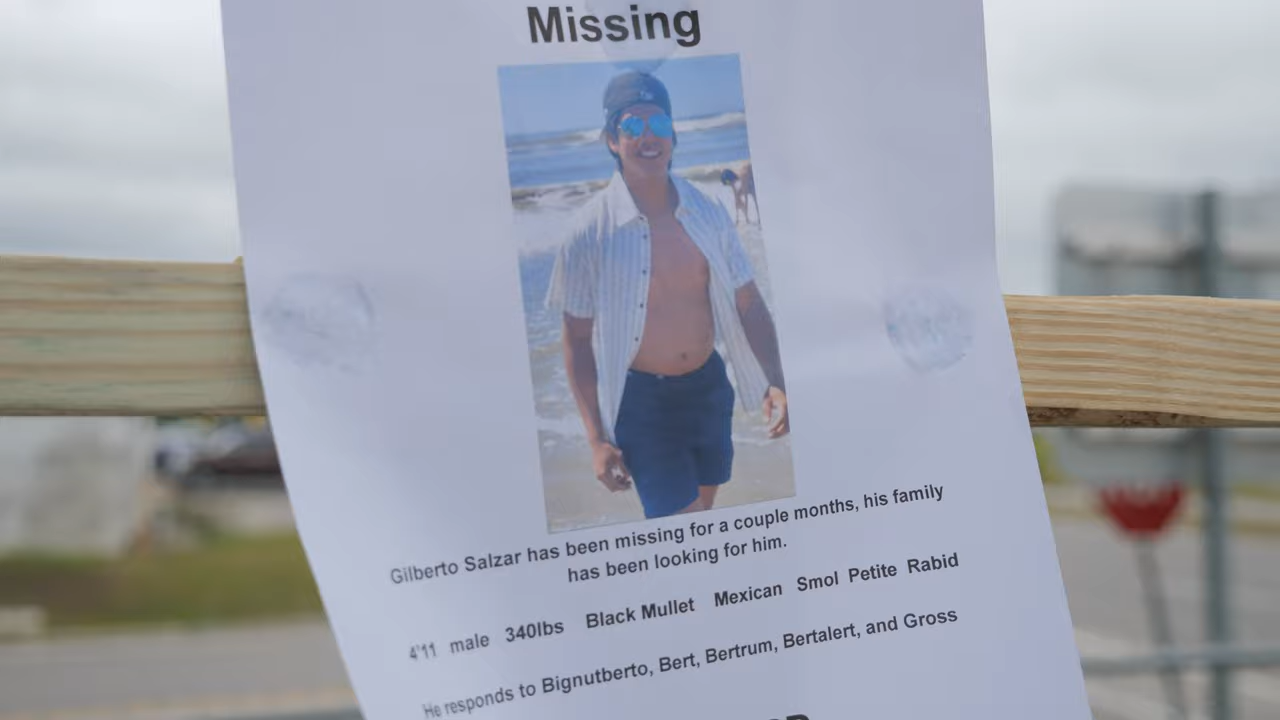 Missing
Gilberto Salzar has been missing for a couple months, his family
has been looking for him.
4'11 male 340lbs Black Mullet Mexican Smol Petite Rabid
He responds to Bignutberto, Bert, Bertrum, Bertalert, and Gross